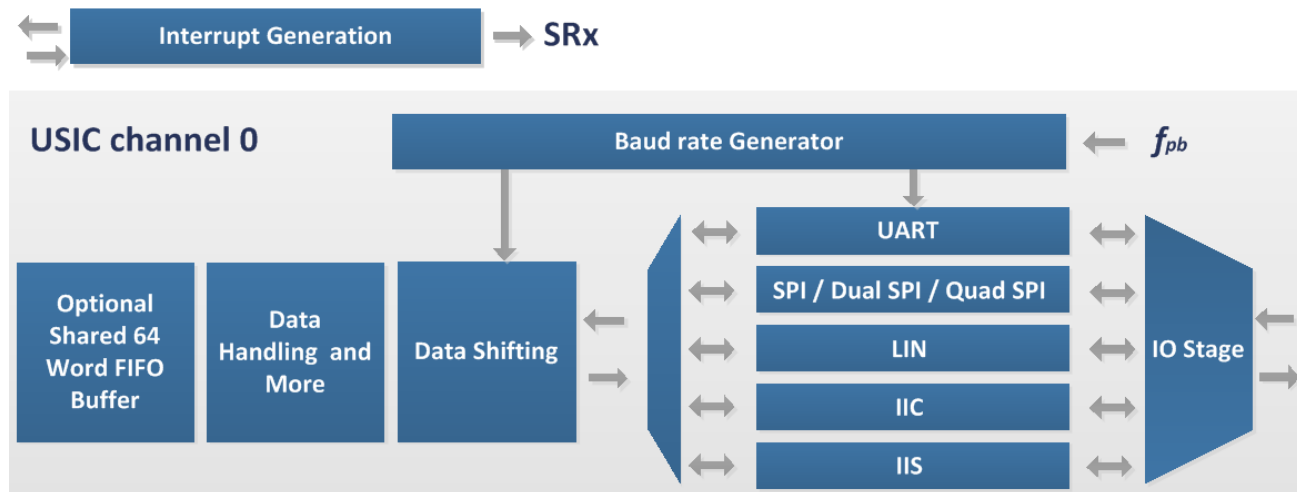 Interrupt Generation
SRx
USIC channel 0
Baud rate Generator
fpb
UART
SPI / Dual SPI / Quad SPI
LIN
IIC
IIS
Optional
Shared 64
Word FIFO
Buffer
Data
Handling and
More
Data Shifting
IO Stage